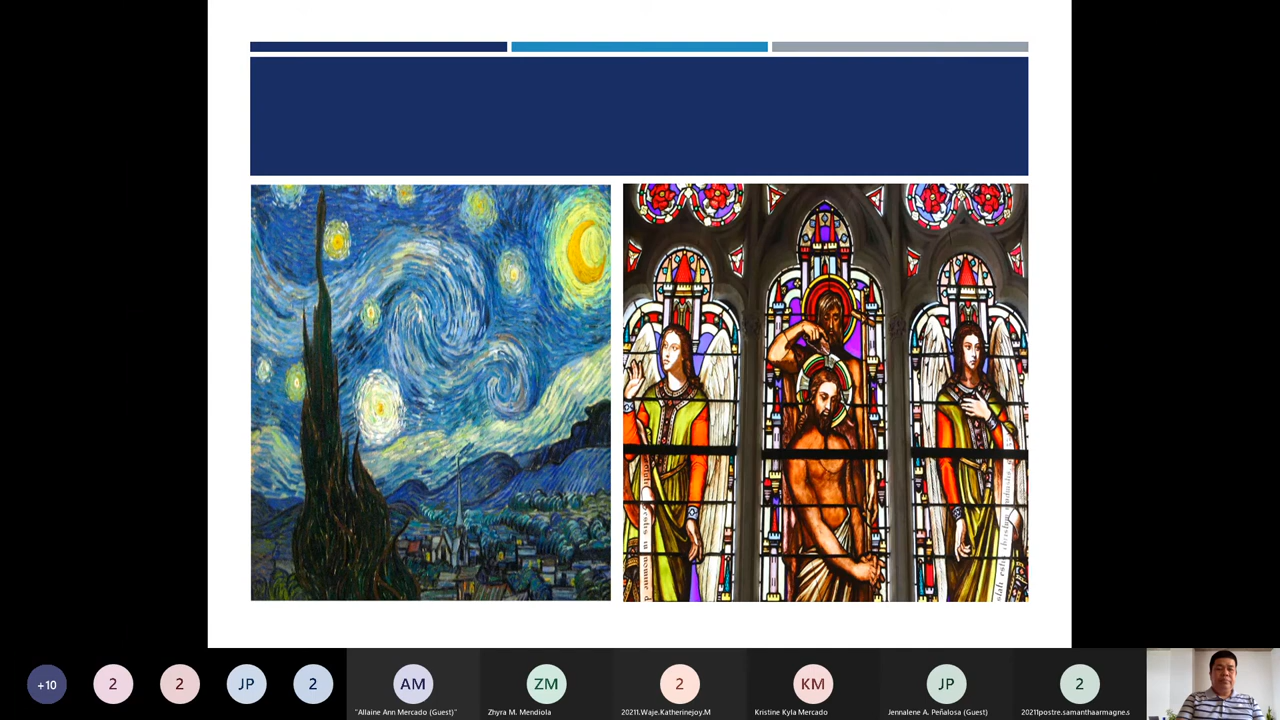 +10
2
2
JP
2
AM
ZM
2
KM
JP
2
"Allaine Ann Mercado (Guest)"
Zhyra M. Mendiola
20211.Waje.Katherinejoy.M
Kristine Kyla Mercado
Jennalene A. Peñalosa (Guest)
20211postre.samanthaarmagne.s